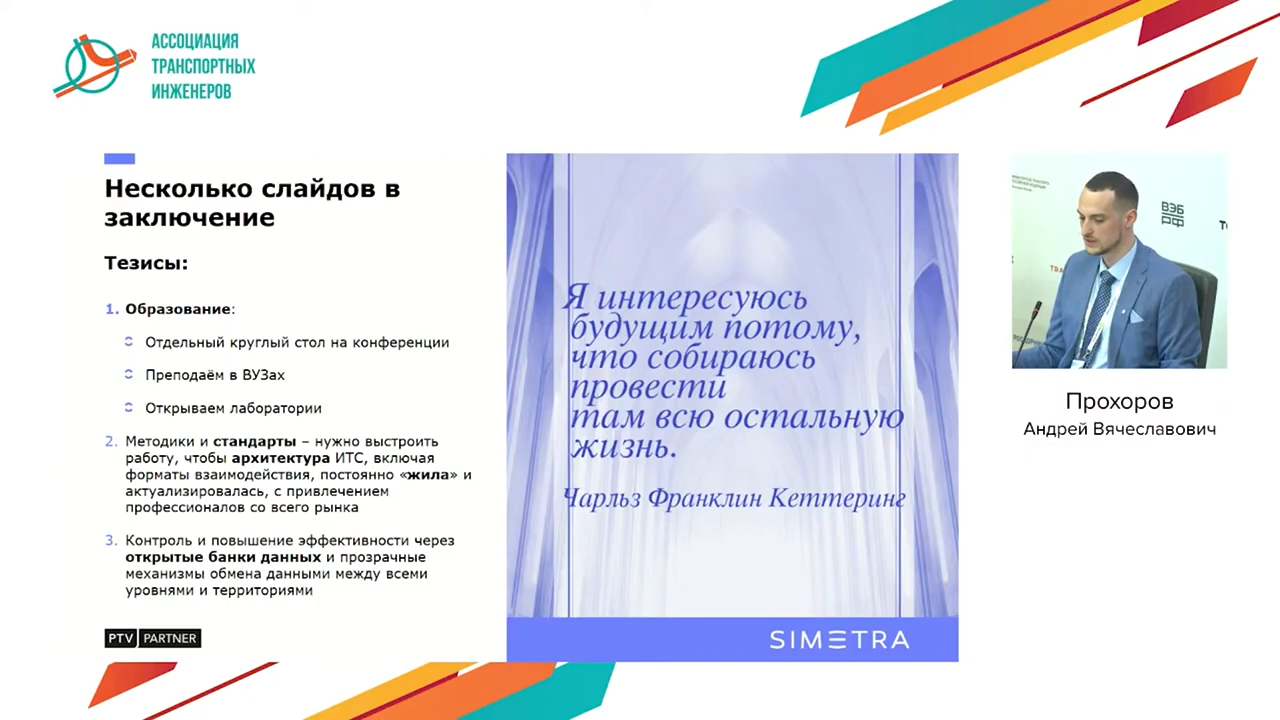 АССОЦИАЦИЯ
ТРАНСПОРТНЫХ
ИНЖЕНЕРОВ
Несколько слайдов в
заключение
Тезисы:
1. Образование:
Отдельный круглый стол на конференции
Преподаём в ВУЗах
Открываем лаборатории
2. Методики и стандарты – нужно выстроить
работу, чтобы архитектура ИТС, включая
форматы взаимодействия, постоянно «жила» и
актуализировалась, с привлечением
профессионалов со всего рынка
3. Контроль и повышение эффективности через
открытые банки данных и прозрачные
механизмы обмена данными между всеми
уровнями и территориями
PTV PARTNER
Я интересуюсь
будущим потому,
что собираюсь
провести
там всю остальную
жизнь.
Чарльз Франклин Кеттеринг
SIMETRA
ВЭБ
РФ
Прохоров
Андрей Вячеславович